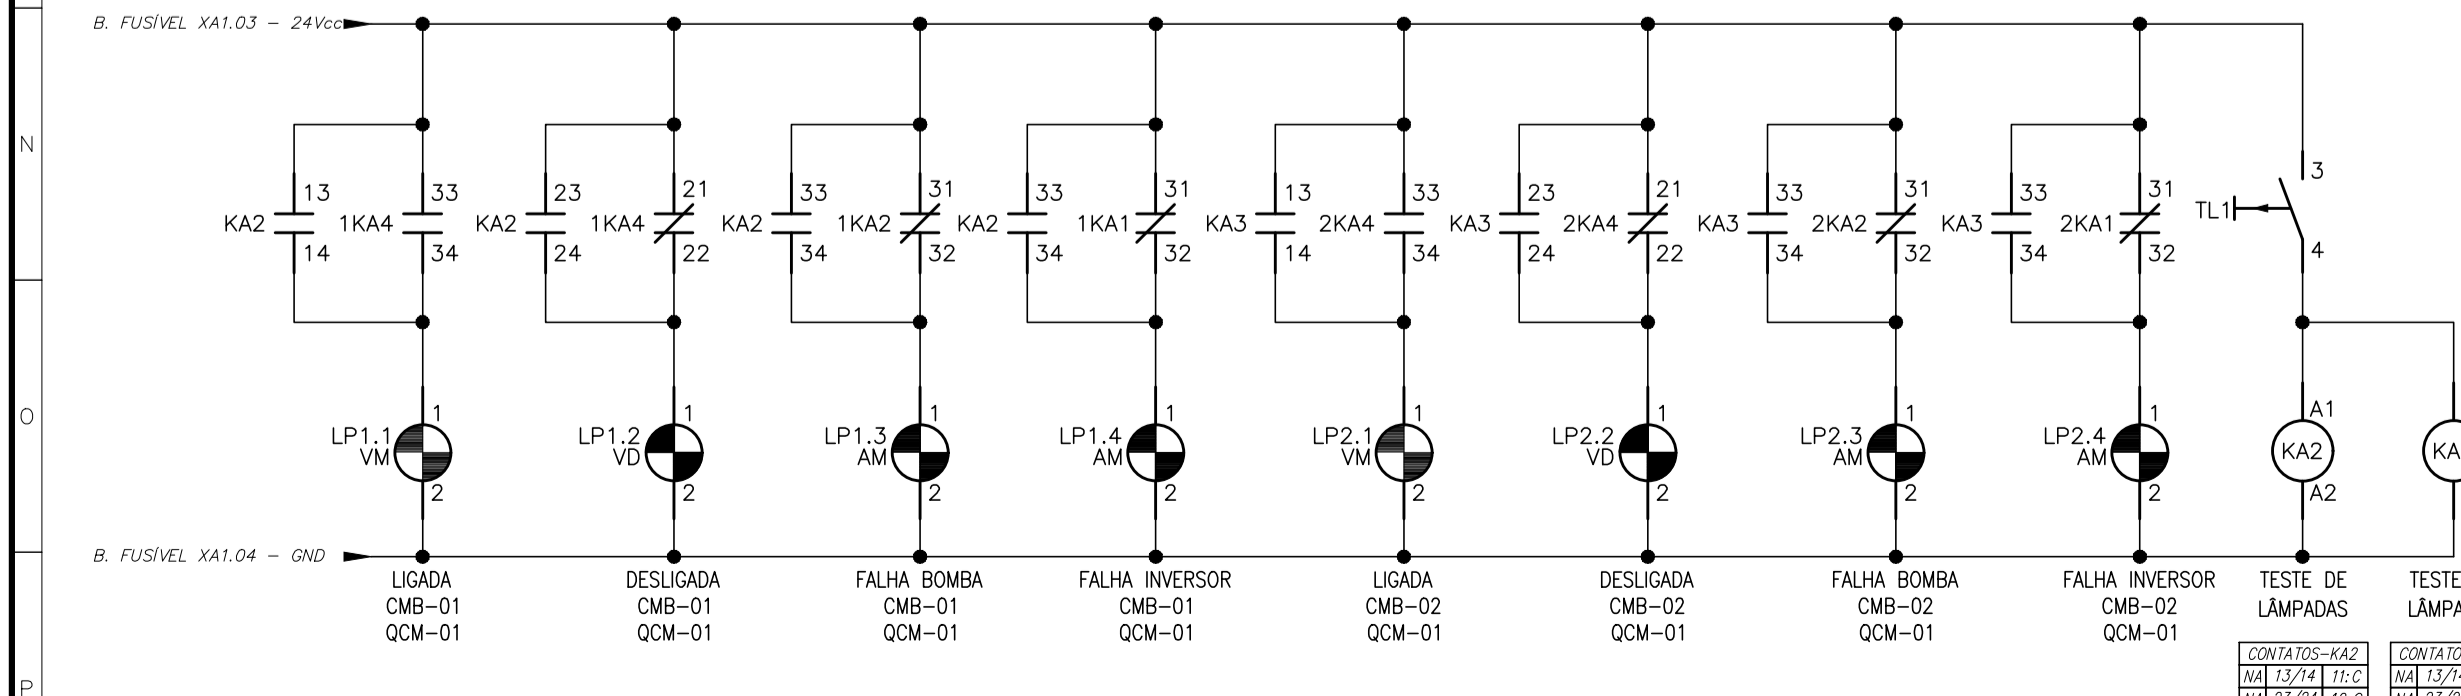 B. FUSÍVEL XA1.03 - 24Vcc
N
13 33 23 21 33 31 33 31 13 33 23 21 33 31 33 31 3
KA2 1KA4 KA2 1KA4 KA2 1KA2 KA2 1KA1 KA3 2KA4 KA3 2KA4 KA3 2KA2 KA3 2KA1 TL1
14 34 24 22 34 32 34 32 14 34 24 22 34 32 34 32 4
O
1 1 1 1 1 1 1 1 A1
LP1.1 LP1.2 LP1.3 LP1.4 LP2.1 LP2.2 LP2.3 LP2.4
VM VD AM AM VM VD AM AM KA2 KA
2 2 2 2 2 2 2 2 A2
B. FUSÍVEL XA1.04 - GND
LIGADA
CMB-01
QCM-01
DESLIGADA
CMB-01
QCM-01
FALHA BOMBA
CMB-01
QCM-01
FALHA INVERSOR
CMB-01
QCM-01
LIGADA
CMB-02
QCM-01
DESLIGADA
CMB-02
QCM-01
FALHA BOMBA
CMB-02
QCM-01
FALHA INVERSOR
CMB-02
QCM-01
TESTE DE
LÂMPADAS
TESTE
LÂMPA
CONTATOS-KA2
NA 13/14 11:C
CONTATO
NA 13/1
P